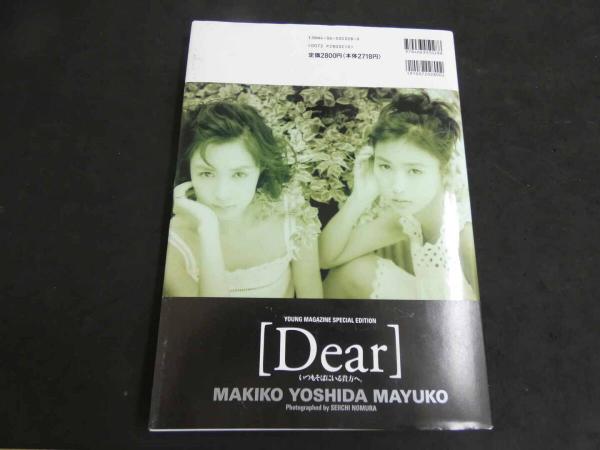 定価2800円(本体2718円)
YOUNG MAGAZINE SPECIAL EDITION
[Dear]
いつもそばにいる貴方へ。
MAKIKO YOSHIDA MAYUKO
Photographed by SEIICHI NOMURA